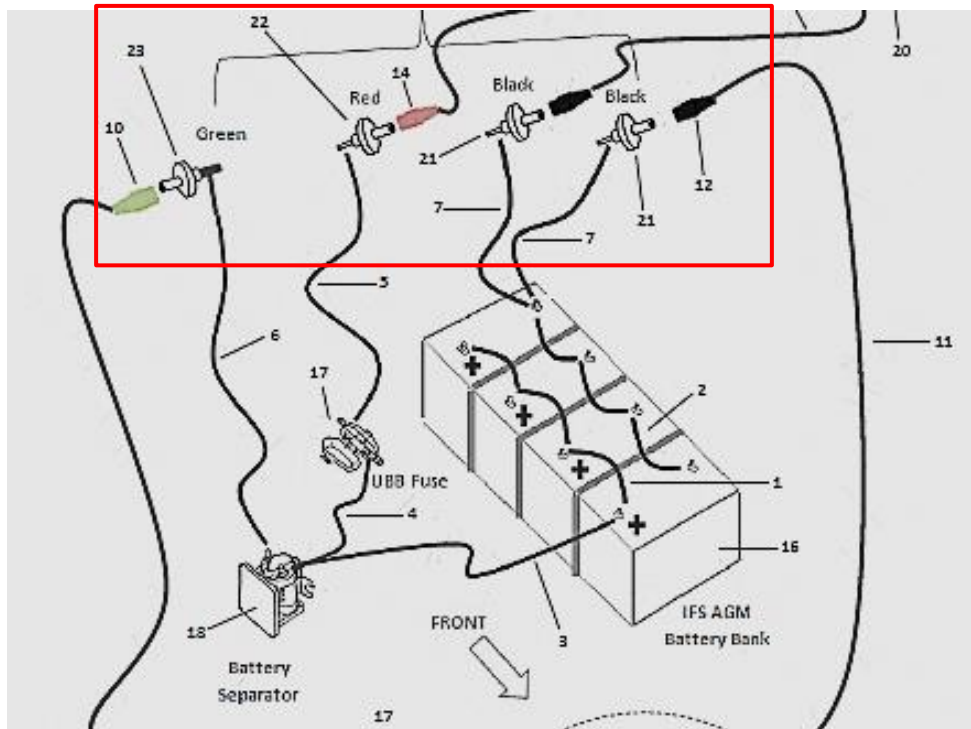 22
20
23
14
Red
Black
Black
10
Green
21
12
21
7
7
5
6
11
17
2
UBB Fuse
1
4
16
18
3
IFS AGM
Battery Bank
FRONT
Battery
Separator
17